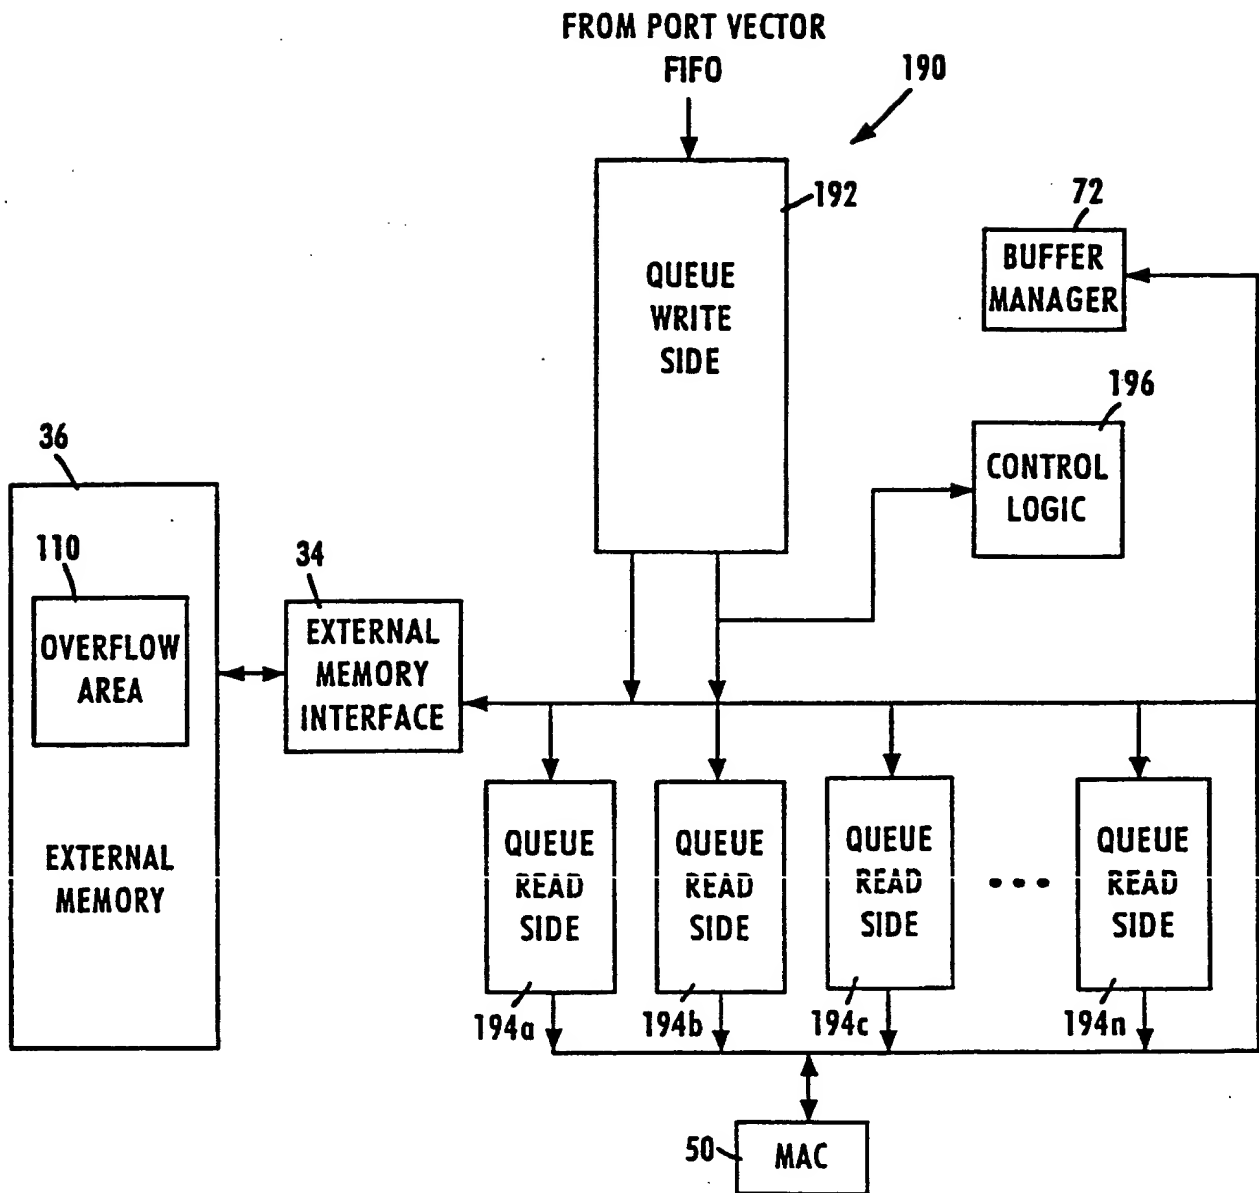 FROM PORT VECTOR
FIFO
190
192
QUEUE
WRITE
SIDE
72
BUFFER
MANAGER
196
CONTROL
LOGIC
36
110
OVERFLOW
AREA
EXTERNAL
MEMORY
34
EXTERNAL
MEMORY
INTERFACE
QUEUE
READ
SIDE
194a
QUEUE
READ
SIDE
194b
QUEUE
READ
SIDE
194c
• • •
QUEUE
READ
SIDE
194n
50
MAC